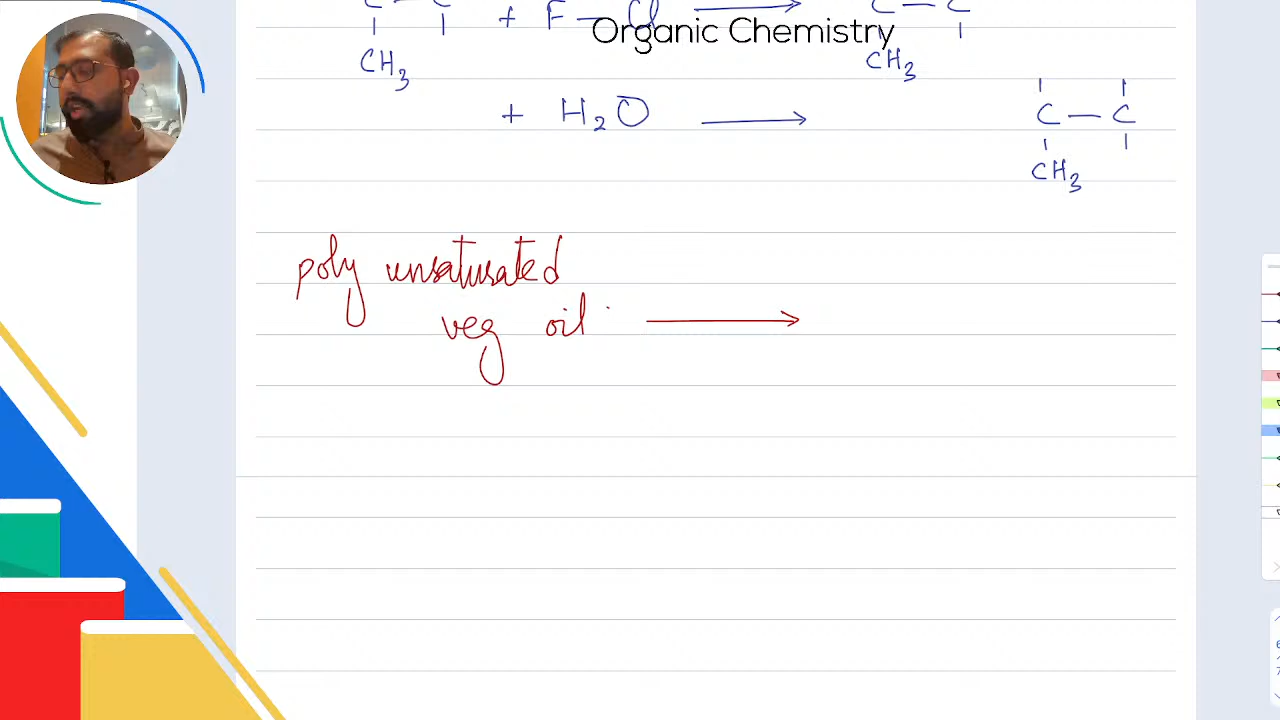 C — C + F — Cl ⟶ C — C
Organic Chemistry
CH3 CH3
+ H2O ⟶ C — C
CH3
poly unsaturated
veg oil ⟶